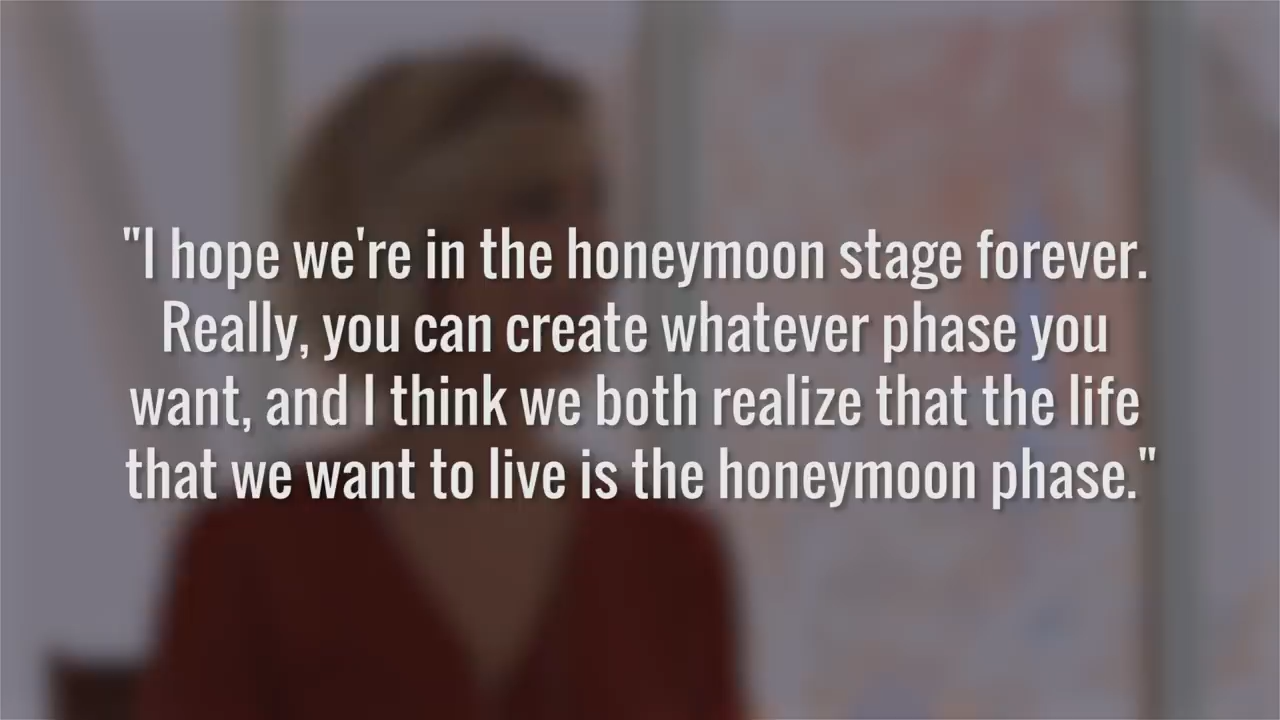 "I hope we're in the honeymoon stage forever.
Really, you can create whatever phase you
want, and I think we both realize that the life
that we want to live is the honeymoon phase."